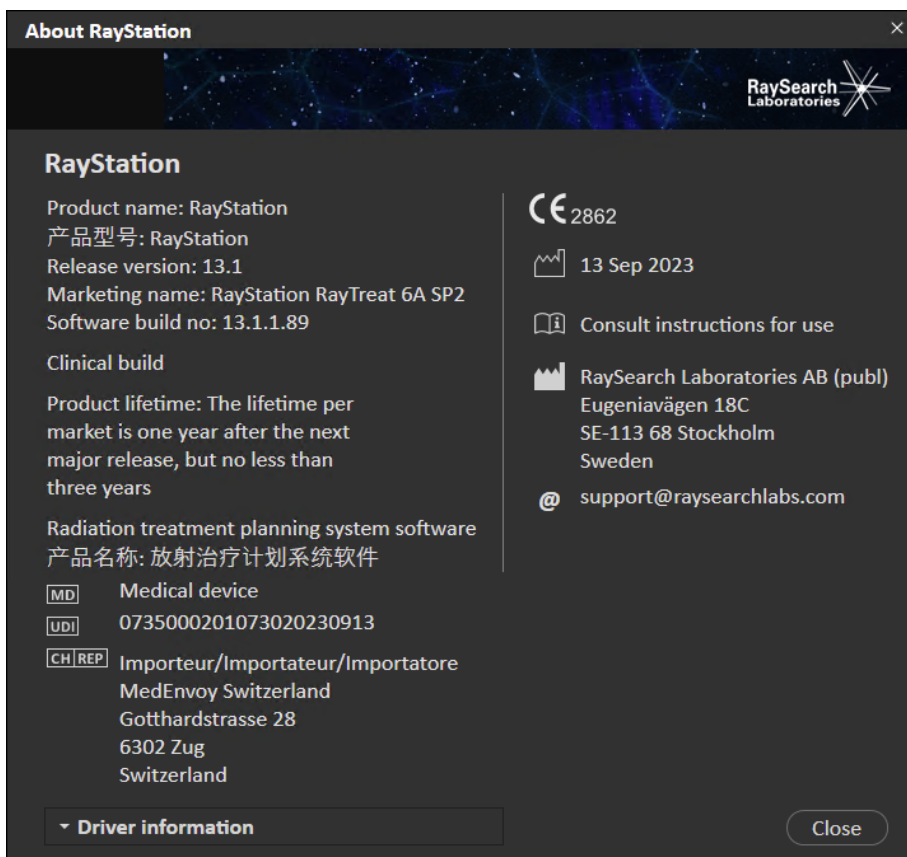 About RayStation
×
RaySearch
Laboratories
RayStation
Product name: RayStation
产品型号: RayStation
Release version: 13.1
Marketing name: RayStation RayTreat 6A SP2
Software build no: 13.1.1.89
Clinical build
Product lifetime: The lifetime per
market is one year after the next
major release, but no less than
three years
Radiation treatment planning system software
产品名称: 放射治疗计划系统软件
MD Medical device
UDI 0735000201073020230913
CH REP Importeur/Importateur/Importatore
MedEnvoy Switzerland
Gotthardstrasse 28
6302 Zug
Switzerland
CE 2862
13 Sep 2023
Consult instructions for use
RaySearch Laboratories AB (publ)
Eugeniavägen 18C
SE-113 68 Stockholm
Sweden
@ support@raysearchlabs.com
Driver information
Close